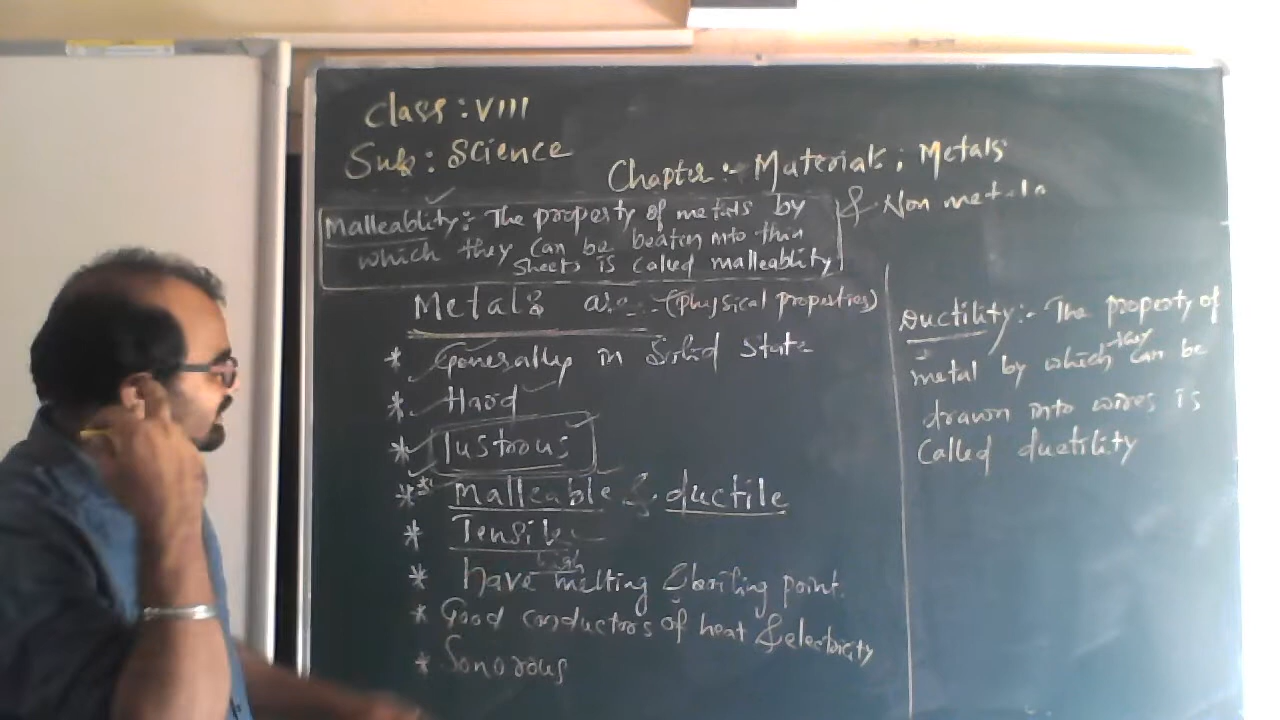 Class : VIII
Sub : Science
Chapter :- Materials ; Metals
& Non metals
Malleablity :- The property of metals by
which they can be beaten into thin
sheets is called malleablity
Metals are (Physical properties)
* Generally in Solid state
* Hard
* lustrous
* malleable & ductile
* Tensile
high
* have melting & boiling point.
* Good conductors of heat & electricity
* Sonorous
Ductility :- The property of
metal by which they can be
drawn into wires is
Called ductility